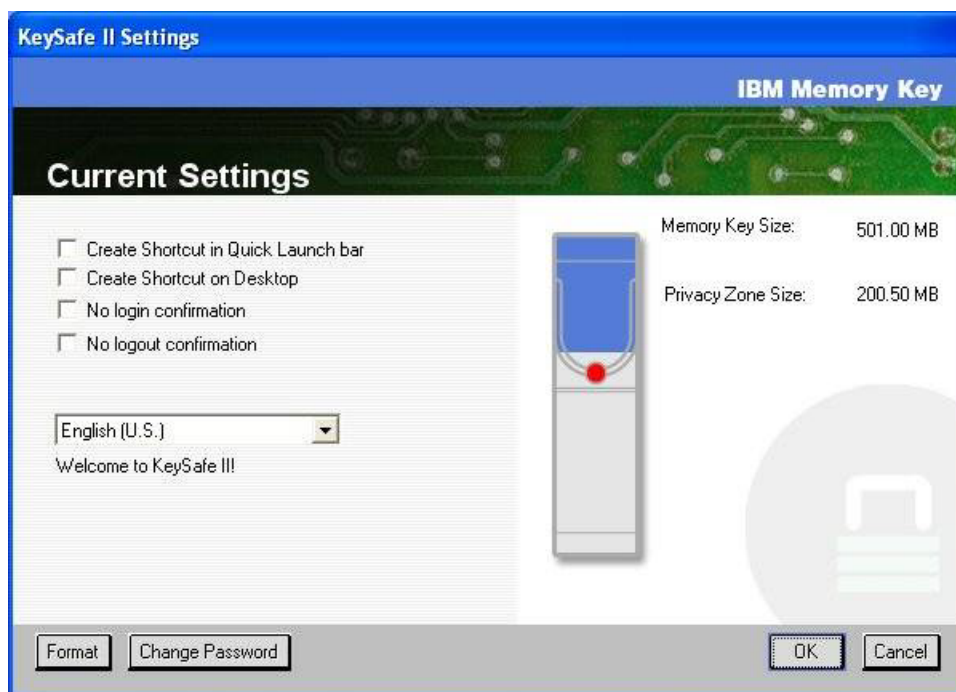 KeySafe II Settings
IBM Memory Key
Current Settings
Create Shortcut in Quick Launch bar
Create Shortcut on Desktop
No login confirmation
No logout confirmation
English (U.S.)
Welcome to KeySafe II!
Memory Key Size: 501.00 MB
Privacy Zone Size: 200.50 MB
Format Change Password OK Cancel